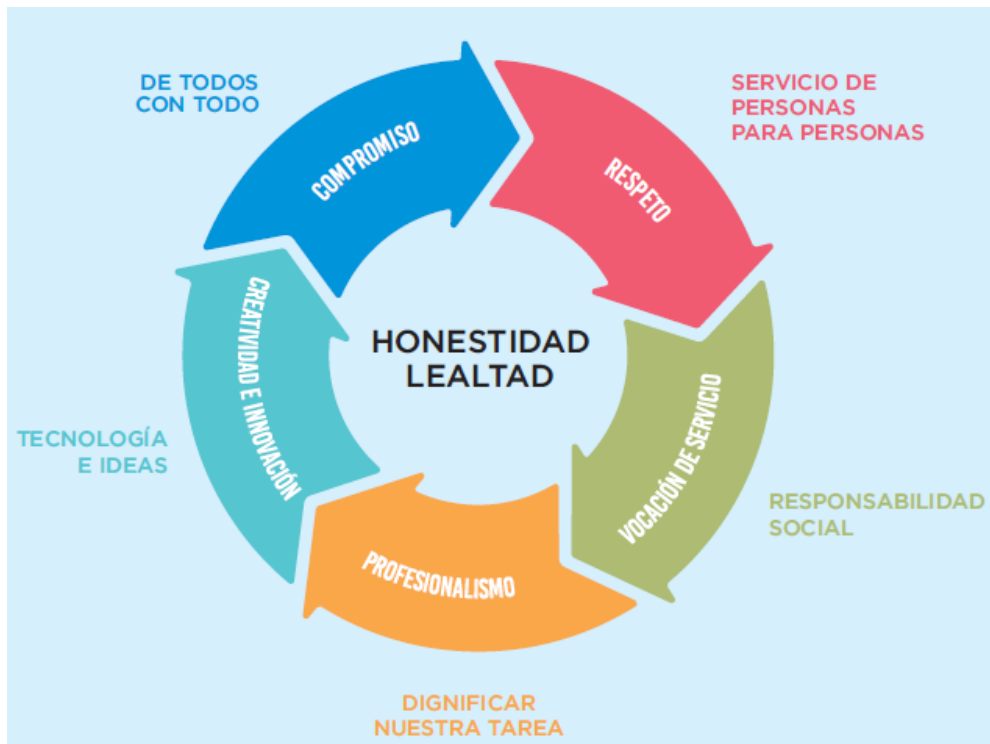 DE TODOS
CON TODO
COMPROMISO
SERVICIO DE
PERSONAS
PARA PERSONAS
RESPETO
HONESTIDAD
LEALTAD
VOCACIÓN DE SERVICIO
RESPONSABILIDAD
SOCIAL
PROFESIONALISMO
DIGNIFICAR
NUESTRA TAREA
CREATIVIDAD E INNOVACIÓN
TECNOLOGÍA
E IDEAS